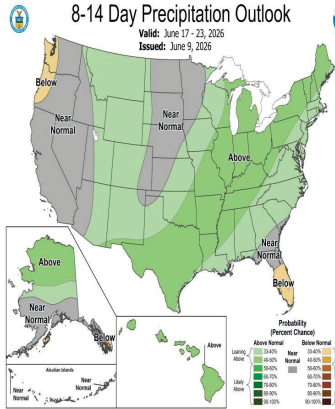 8-14 Day Precipitation Outlook
Valid: June 17 - 23, 2026
Issued: June 9, 2026
Below
Near
Normal
Near
Normal
Above
Near
Normal
Below
Above
Near
Normal
Below
Aleutian Islands
Near
Normal
Near
Normal
Above
Probability
(Percent Chance)
Above Normal
Below Normal
Leaning
Above
Likely
Above
Near
Normal
33-40%
40-50%
50-60%
60-70%
70-80%
80-90%
90-100%
33-40%
40-50%
50-60%
60-70%
70-80%
80-90%
90-100%